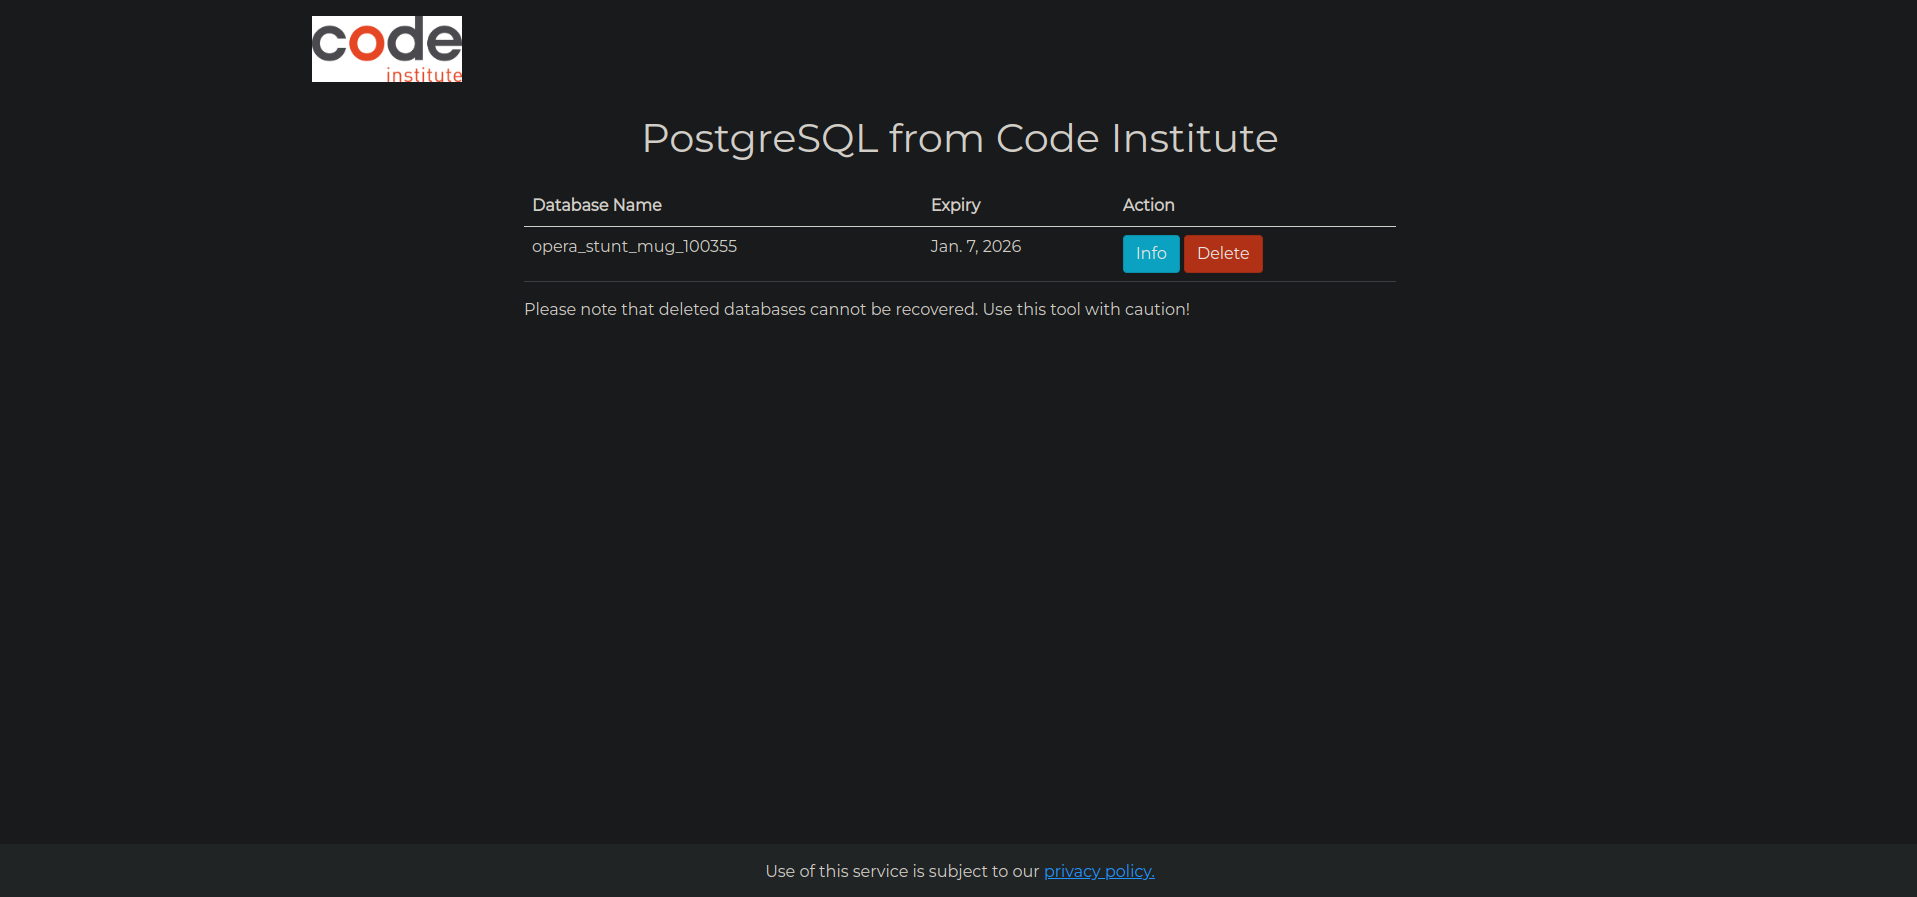 code
institute
PostgreSQL from Code Institute
Database Name Expiry Action
opera_stunt_mug_100355 Jan. 7, 2026 Info Delete
Please note that deleted databases cannot be recovered. Use this tool with caution!
Use of this service is subject to our privacy policy.